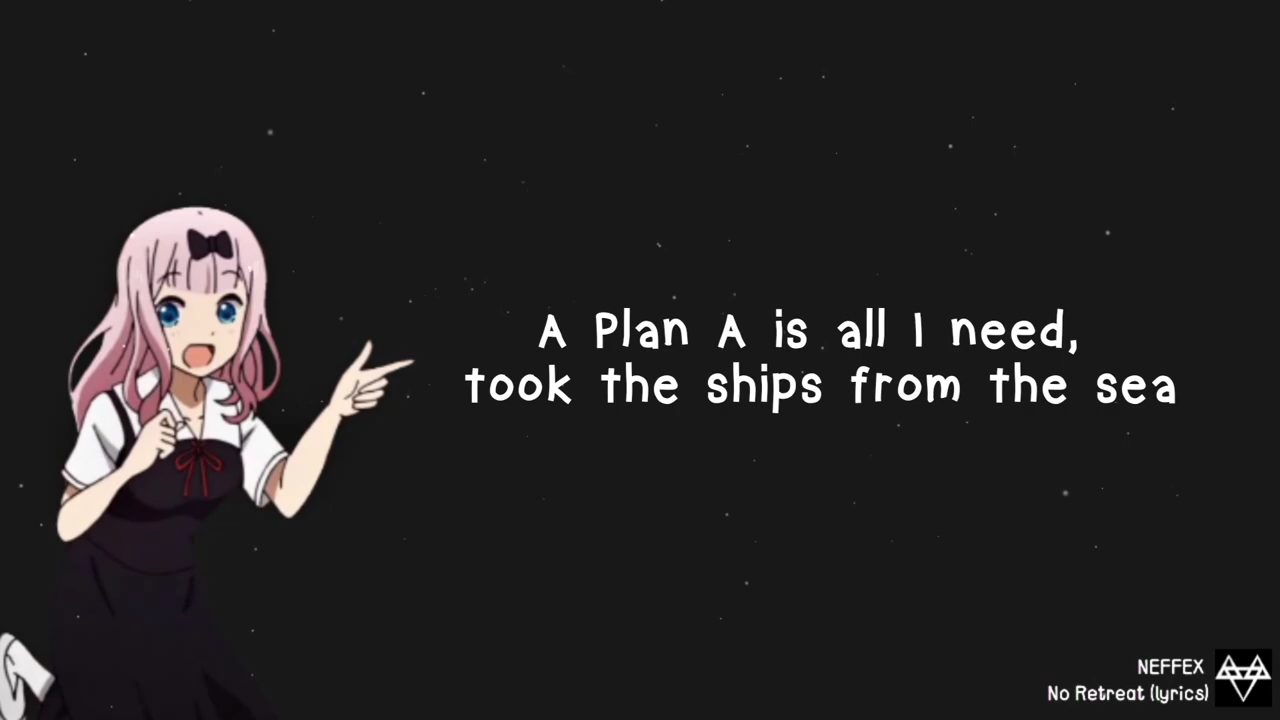 A Plan A is all I need,
took the ships from the sea
NEFFEX
No Retreat (lyrics)